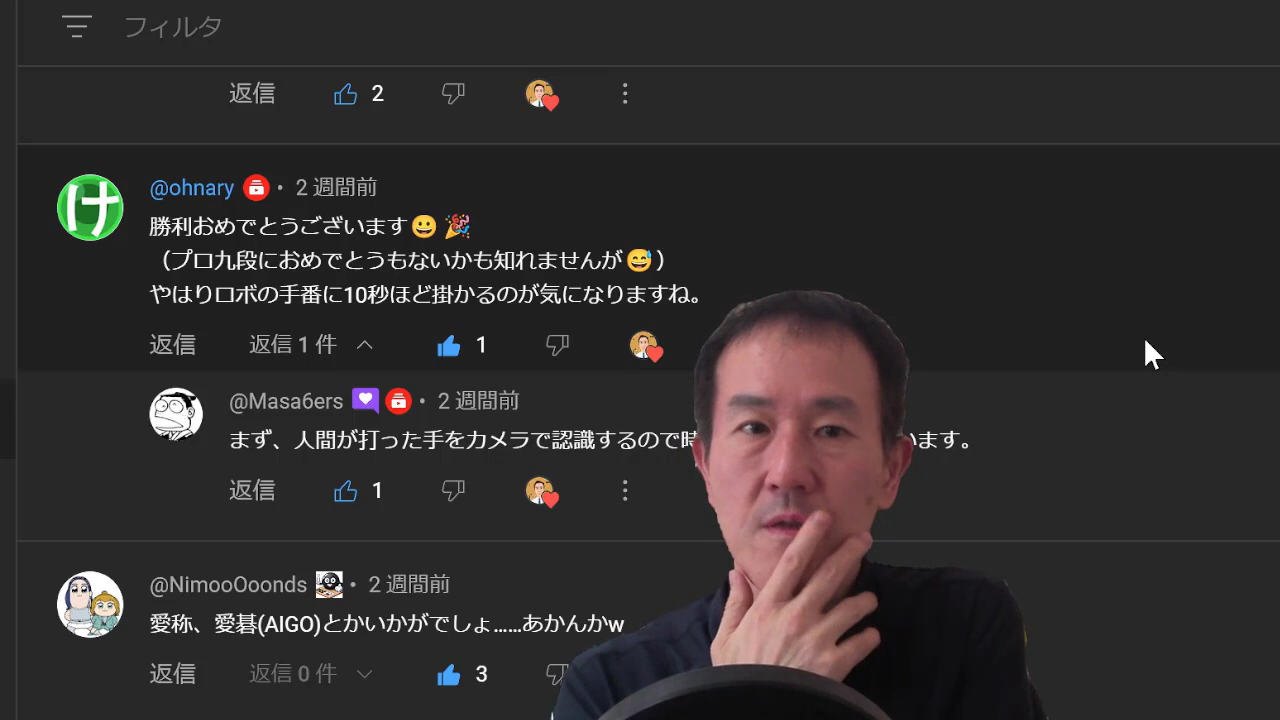 フィルタ
返信 2
け
@ohnary • 2 週間前
勝利おめでとうございます😀 🎉
（プロ九段におめでとうもないかも知れませんが😅）
やはりロボの手番に10秒ほど掛かるのが気になりますね。
返信 返信 1 件 1
@Masa6ers • 2 週間前
まず、人間が打った手をカメラで認識するので います。
返信 1
@NimooOoonds • 2 週間前
愛称、愛碁(AIGO)とかいかがでしょ……あかんかw
返信 返信 0 件 3